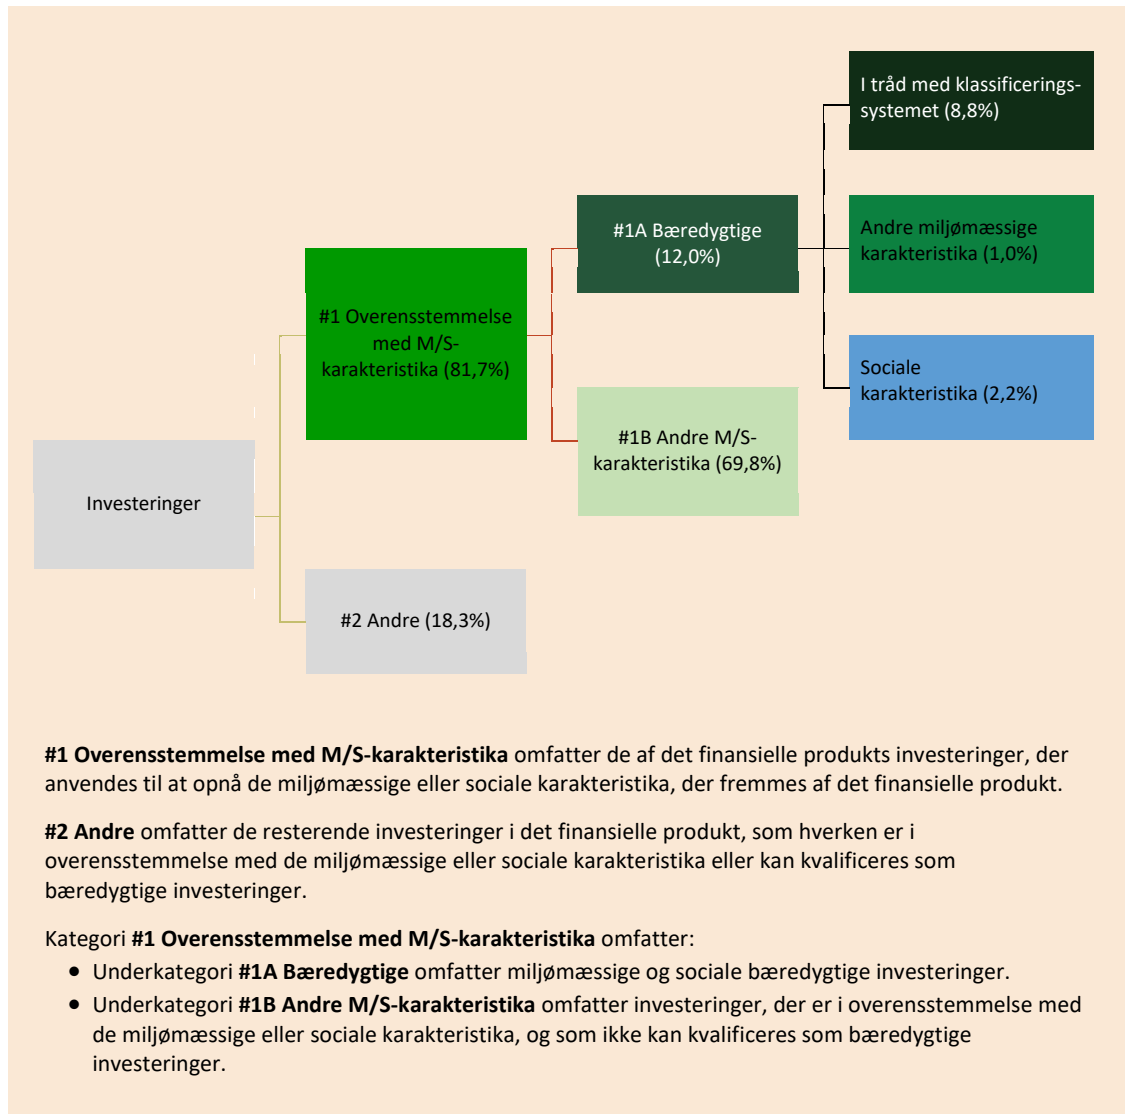 I tråd med klassificerings-
systemet (8,8%)
#1A Bæredygtige
(12,0%)
Andre miljømæssige
karakteristika (1,0%)
#1 Overensstemmelse
med M/S-
karakteristika (81,7%)
Sociale
karakteristika (2,2%)
#1B Andre M/S-
karakteristika (69,8%)
Investeringer
#2 Andre (18,3%)
#1 Overensstemmelse med M/S-karakteristika omfatter de af det finansielle produkts investeringer, der
anvendes til at opnå de miljømæssige eller sociale karakteristika, der fremmes af det finansielle produkt.
#2 Andre omfatter de resterende investeringer i det finansielle produkt, som hverken er i
overensstemmelse med de miljømæssige eller sociale karakteristika eller kan kvalificeres som
bæredygtige investeringer.
Kategori #1 Overensstemmelse med M/S-karakteristika omfatter:
• Underkategori #1A Bæredygtige omfatter miljømæssige og sociale bæredygtige investeringer.
• Underkategori #1B Andre M/S-karakteristika omfatter investeringer, der er i overensstemmelse med
de miljømæssige eller sociale karakteristika, og som ikke kan kvalificeres som bæredygtige
investeringer.